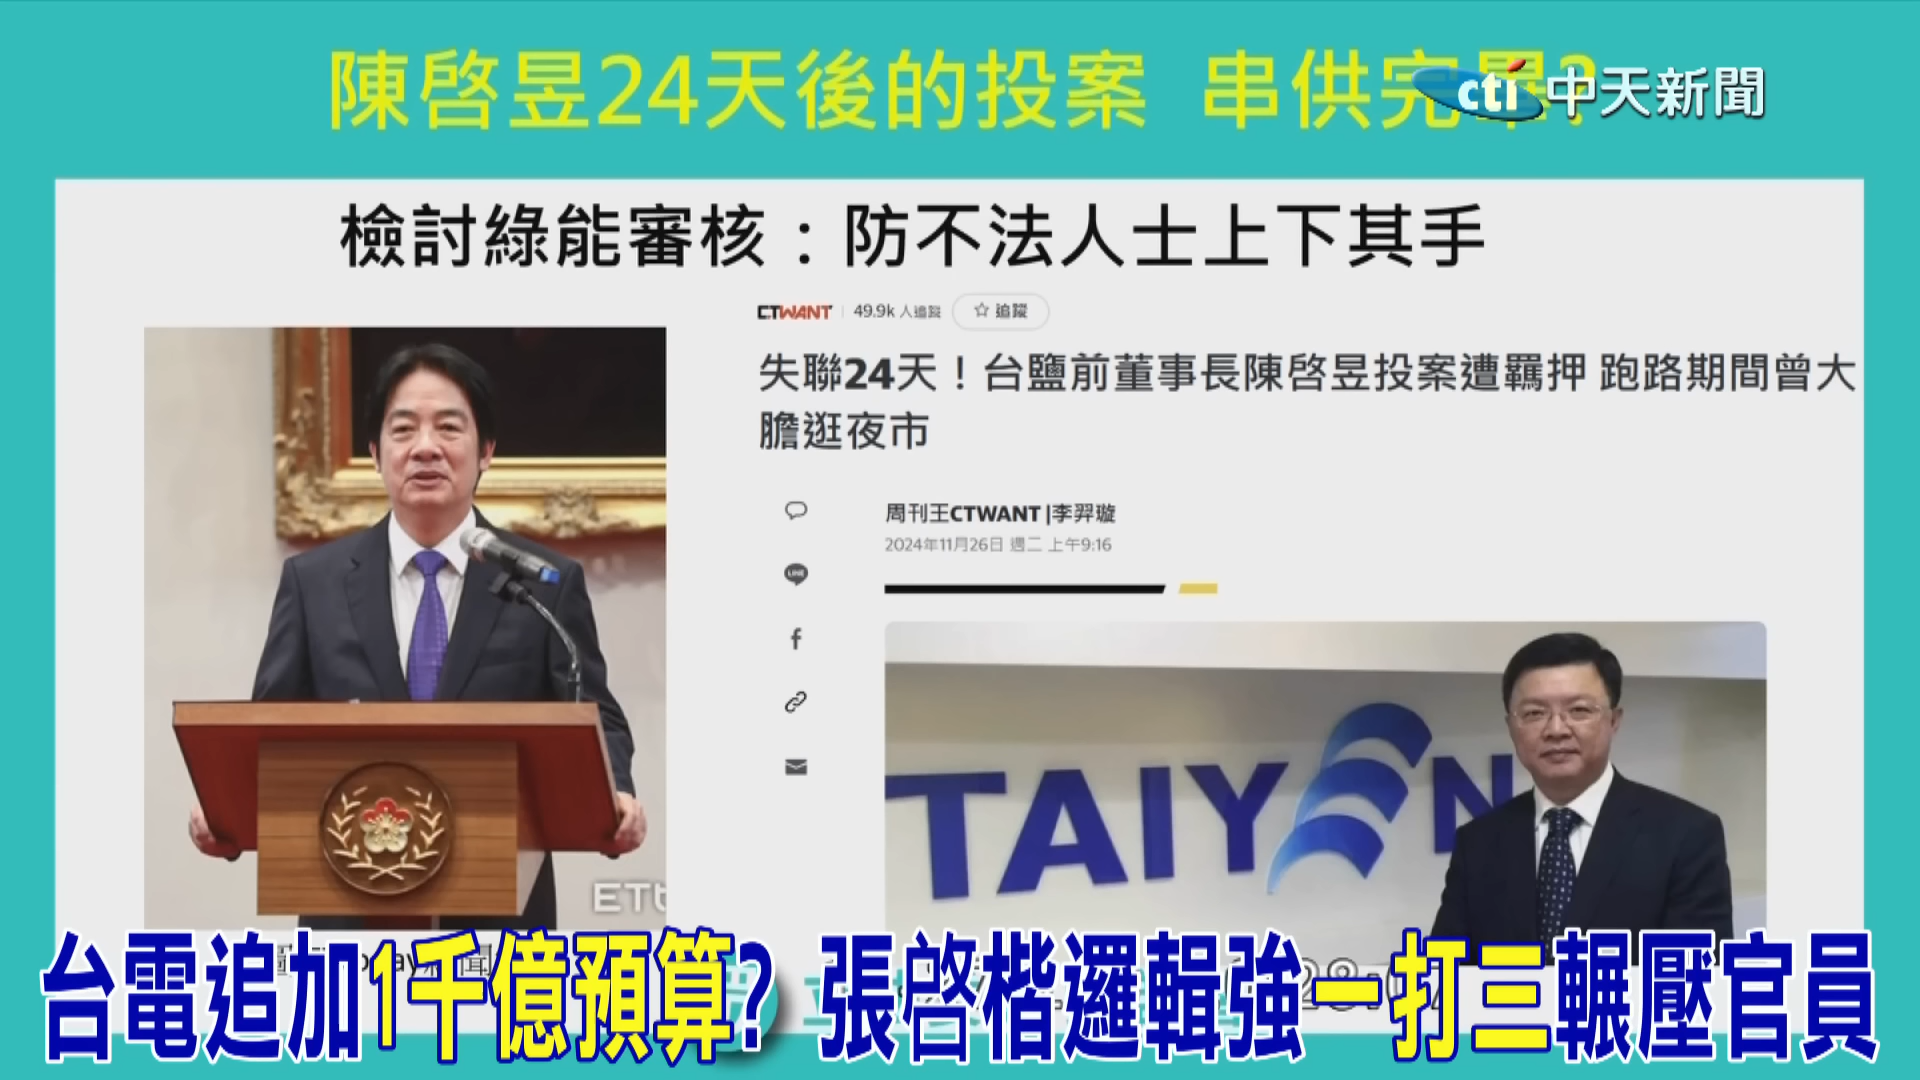 陳啓昱24天後的投案 串供完畢?
cti 中天新聞
檢討綠能審核：防不法人士上下其手
CTWANT 49.9k 人追蹤 ☆ 追蹤
失聯24天！台鹽前董事長陳啓昱投案遭羈押 跑路期間曾大
膽逛夜市
周刊王CTWANT |李羿璇
2024年11月26日 週二 上午9:16
LINE
TAIYEN
ETt
台電追加1千億預算? 張啓楷邏輯強一打三輾壓官員